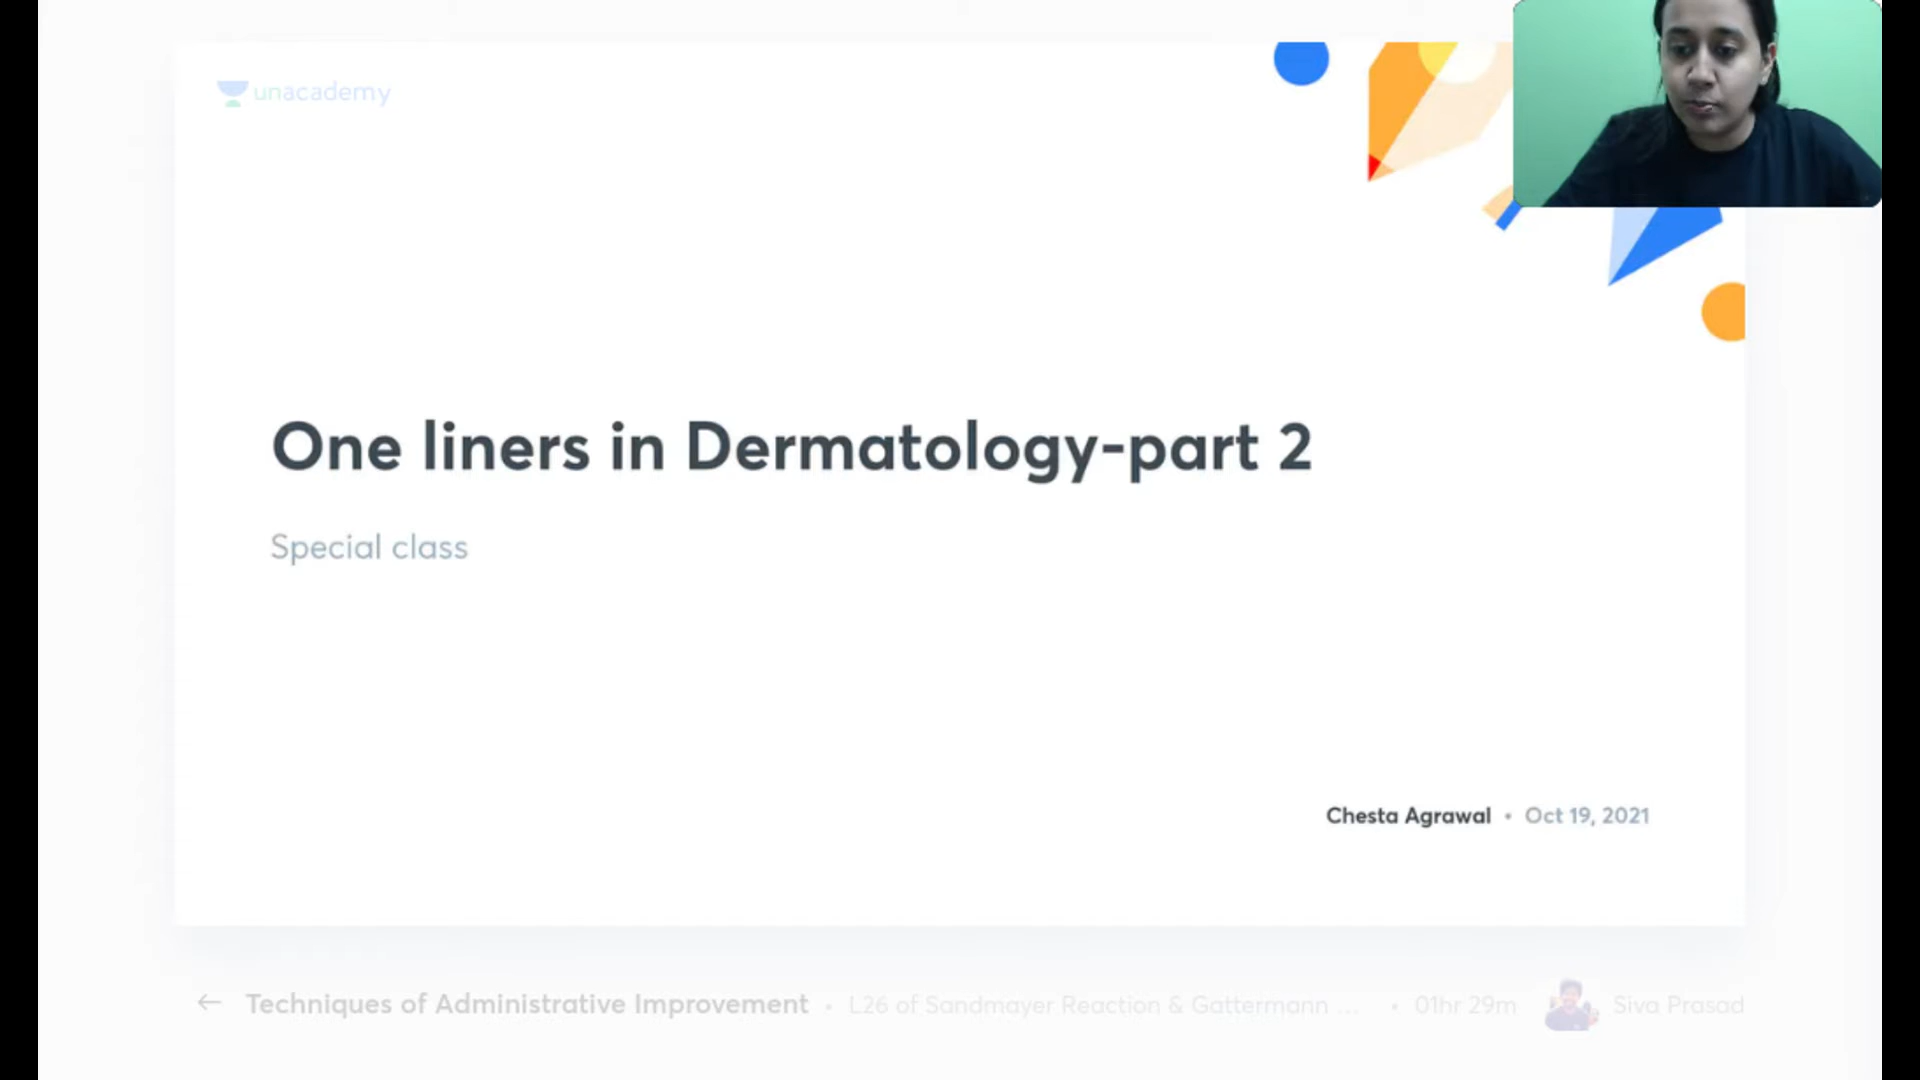 unacademy
One liners in Dermatology-part 2
Special class
Chesta Agrawal • Oct 19, 2021
← Techniques of Administrative Improvement • L26 of Sandmayer Reaction & Gattermann ... • 01hr 29m Siva Prasad